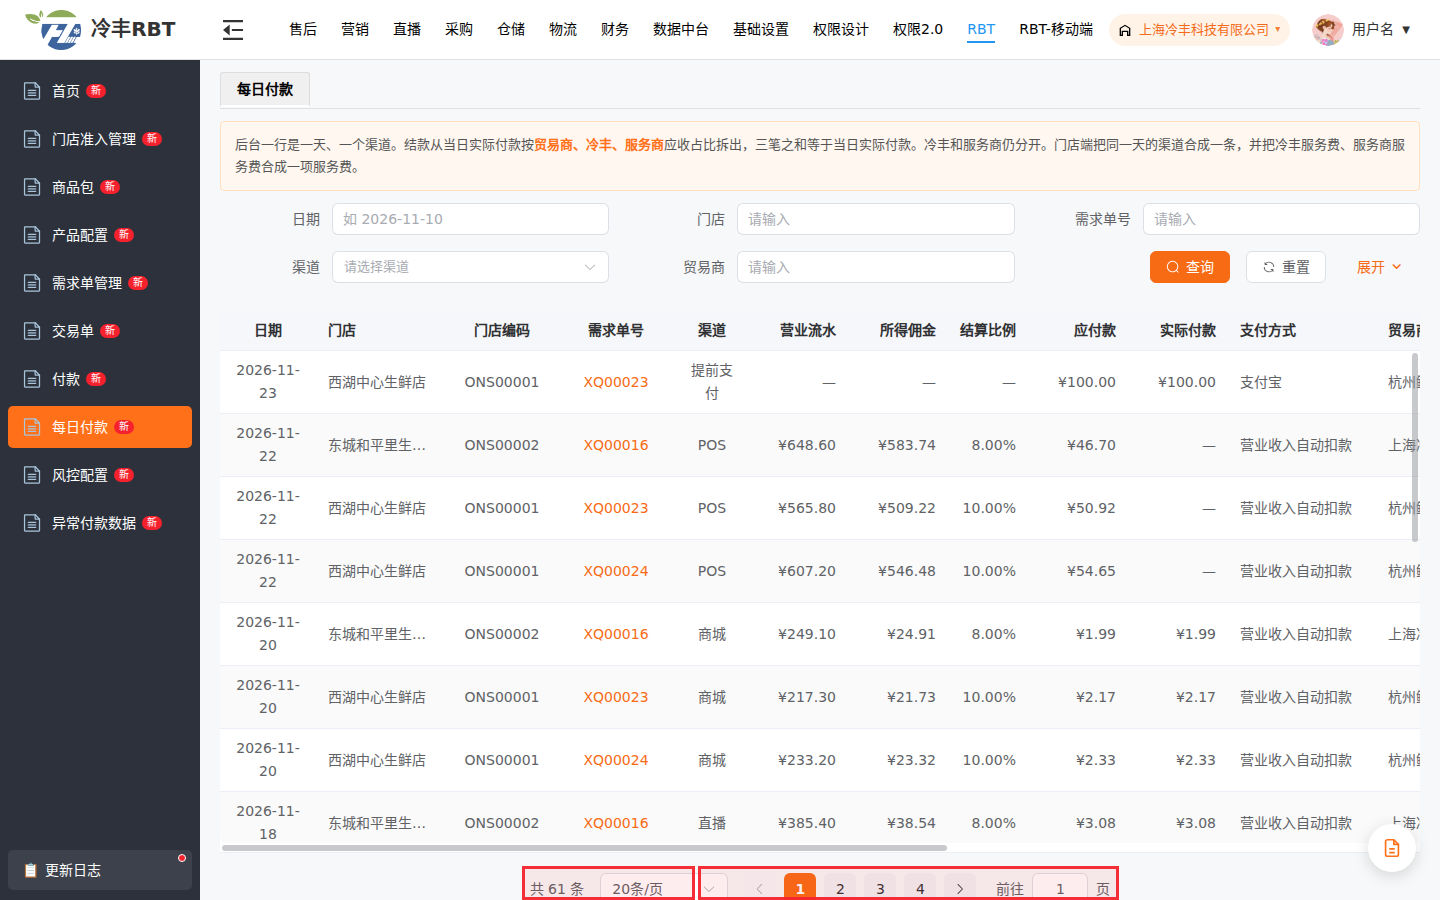 冷丰RBT
售后 营销 直播 采购 仓储 物流 财务 数据中台 基础设置 权限设计 权限2.0 RBT RBT-移动端 上海冷丰科技有限公司 ▾ 用户名 ▼
首页 新
门店准入管理 新
商品包 新
产品配置 新
需求单管理 新
交易单 新
付款 新
每日付款 新
风控配置 新
异常付款数据 新
更新日志
每日付款
后台一行是一天、一个渠道。结款从当日实际付款按贸易商、冷丰、服务商应收占比拆出，三笔之和等于当日实际付款。冷丰和服务商仍分开。门店端把同一天的渠道合成一条，并把冷丰服务费、服务商服
务费合成一项服务费。
日期 如 2026-11-10 门店 请输入 需求单号 请输入
渠道 请选择渠道 贸易商 请输入 查询 重置 展开
日期 门店 门店编码 需求单号 渠道 营业流水 所得佣金 结算比例 应付款 实际付款 支付方式 贸易
2026-11-23 西湖中心生鲜店 ONS00001 XQ00023 提前支付 — — — ¥100.00 ¥100.00 支付宝 杭州
2026-11-22 东城和平里生... ONS00002 XQ00016 POS ¥648.60 ¥583.74 8.00% ¥46.70 — 营业收入自动扣款 上海
2026-11-22 西湖中心生鲜店 ONS00001 XQ00023 POS ¥565.80 ¥509.22 10.00% ¥50.92 — 营业收入自动扣款 杭州
2026-11-22 西湖中心生鲜店 ONS00001 XQ00024 POS ¥607.20 ¥546.48 10.00% ¥54.65 — 营业收入自动扣款 杭州
2026-11-20 东城和平里生... ONS00002 XQ00016 商城 ¥249.10 ¥24.91 8.00% ¥1.99 ¥1.99 营业收入自动扣款 上海
2026-11-20 西湖中心生鲜店 ONS00001 XQ00023 商城 ¥217.30 ¥21.73 10.00% ¥2.17 ¥2.17 营业收入自动扣款 杭州
2026-11-20 西湖中心生鲜店 ONS00001 XQ00024 商城 ¥233.20 ¥23.32 10.00% ¥2.33 ¥2.33 营业收入自动扣款 杭州
2026-11-18 东城和平里生... ONS00002 XQ00016 直播 ¥385.40 ¥38.54 8.00% ¥3.08 ¥3.08 营业收入自动扣款 上海
共 61 条 20条/页 1 2 3 4 前往 1 页